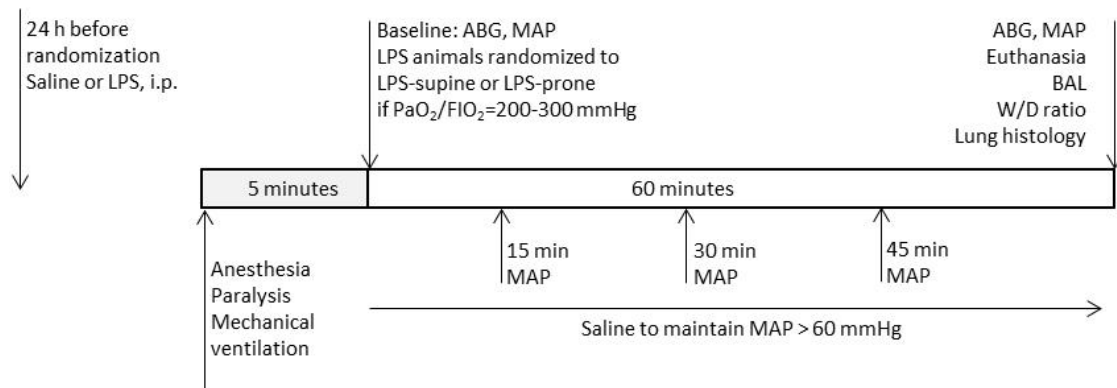 24 h before
randomization
Saline or LPS, i.p.
Baseline: ABG, MAP
LPS animals randomized to
LPS-supine or LPS-prone
if PaO₂/FIO₂=200-300 mmHg
ABG, MAP
Euthanasia
BAL
W/D ratio
Lung histology
5 minutes
60 minutes
Anesthesia
Paralysis
Mechanical
ventilation
15 min
MAP
30 min
MAP
45 min
MAP
Saline to maintain MAP > 60 mmHg